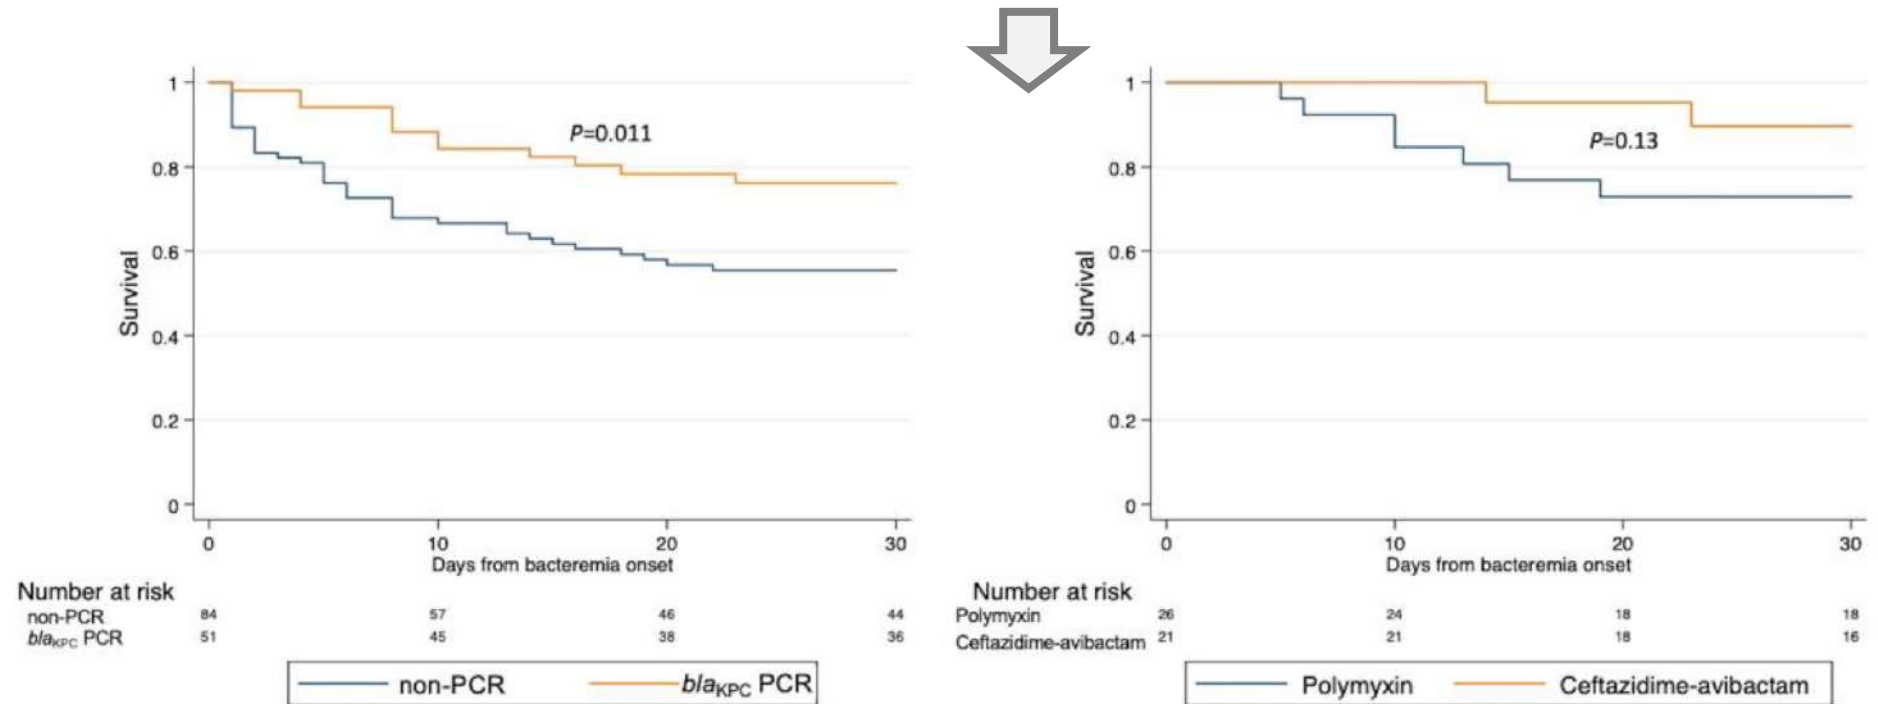 1
0.8
0.6
0.4
0.2
0
Survival
P=0.011
0 10 20 30
Days from bacteremia onset
Number at risk
non-PCR 84 57 46 44
blaKPC PCR 51 45 38 36
non-PCR blaKPC PCR
1
0.8
0.6
0.4
0.2
0
Survival
P=0.13
0 10 20 30
Days from bacteremia onset
Number at risk
Polymyxin 26 24 18 18
Ceftazidime-avibactam 21 21 18 16
Polymyxin Ceftazidime-avibactam